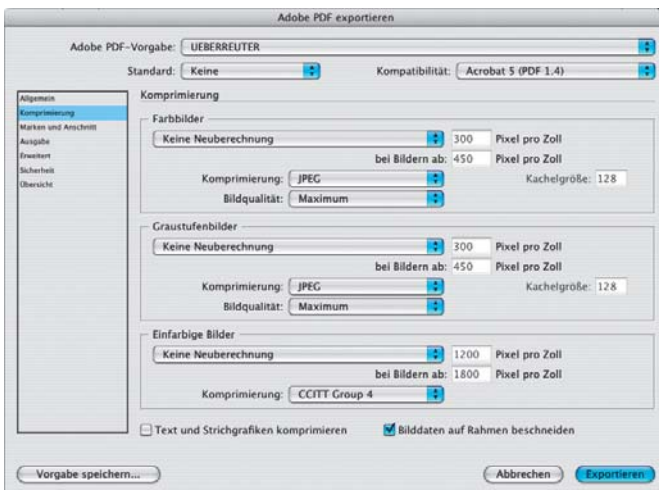 Adobe PDF exportieren
Adobe PDF-Vorgabe: UEBERREUTER
Standard: Keine Kompatibilität: Acrobat 5 (PDF 1.4)
Allgemein
Komprimierung
Marken und Anschnitt
Ausgabe
Erweitert
Sicherheit
Übersicht
Komprimierung
Farbbilder
Keine Neuberechnung 300 Pixel pro Zoll
bei Bildern ab: 450 Pixel pro Zoll
Komprimierung: JPEG Kachelgröße: 128
Bildqualität: Maximum
Graustufenbilder
Keine Neuberechnung 300 Pixel pro Zoll
bei Bildern ab: 450 Pixel pro Zoll
Komprimierung: JPEG Kachelgröße: 128
Bildqualität: Maximum
Einfarbige Bilder
Keine Neuberechnung 1200 Pixel pro Zoll
bei Bildern ab: 1800 Pixel pro Zoll
Komprimierung: CCITT Group 4
Text und Strichgrafiken komprimieren Bilddaten auf Rahmen beschneiden
Vorgabe speichern... Abbrechen Exportieren